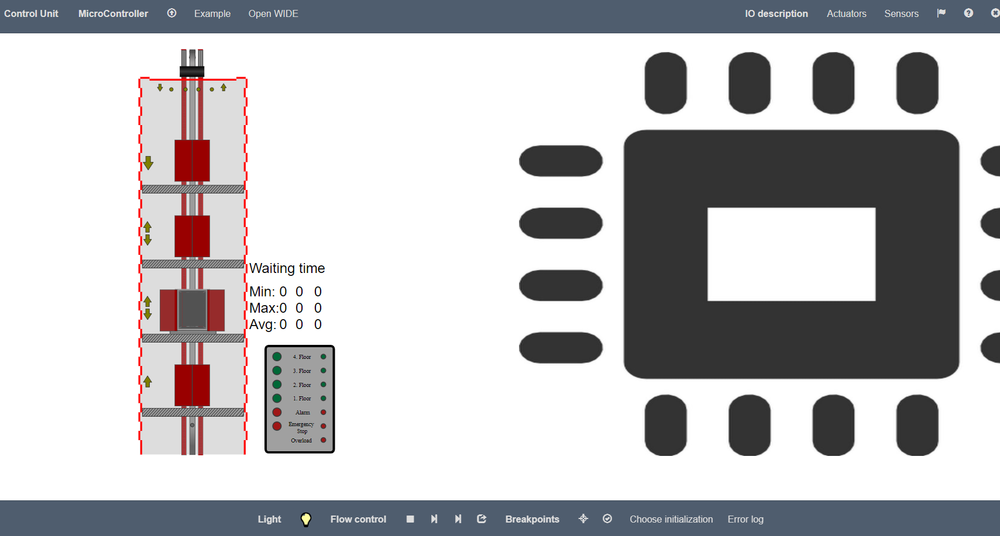 Control Unit MicroController Example Open WIDE IO description Actuators Sensors
Waiting time
Min: 0 0 0
Max:0 0 0
Avg: 0 0 0
4. Floor
3. Floor
2. Floor
1. Floor
Alarm
Emergency
Stop
Overload
Light Flow control Breakpoints Choose initialization Error log